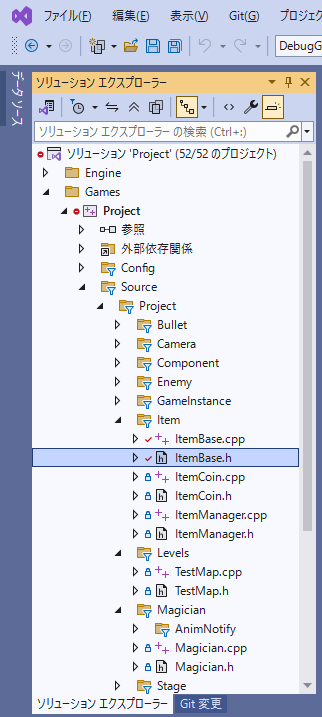 ファイル(F) 編集(E) 表示(V) Git(G) プロジェク
DebugG
データ ソース
ソリューション エクスプローラー
ソリューション エクスプローラー の検索 (Ctrl+;)
ソリューション 'Project' (52/52 のプロジェクト)
Engine
Games
Project
参照
外部依存関係
Config
Source
Project
Bullet
Camera
Component
Enemy
GameInstance
Item
ItemBase.cpp
ItemBase.h
ItemCoin.cpp
ItemCoin.h
ItemManager.cpp
ItemManager.h
Levels
TestMap.cpp
TestMap.h
Magician
AnimNotify
Magician.cpp
Magician.h
Stage
ソリューション エクスプローラー Git 変更